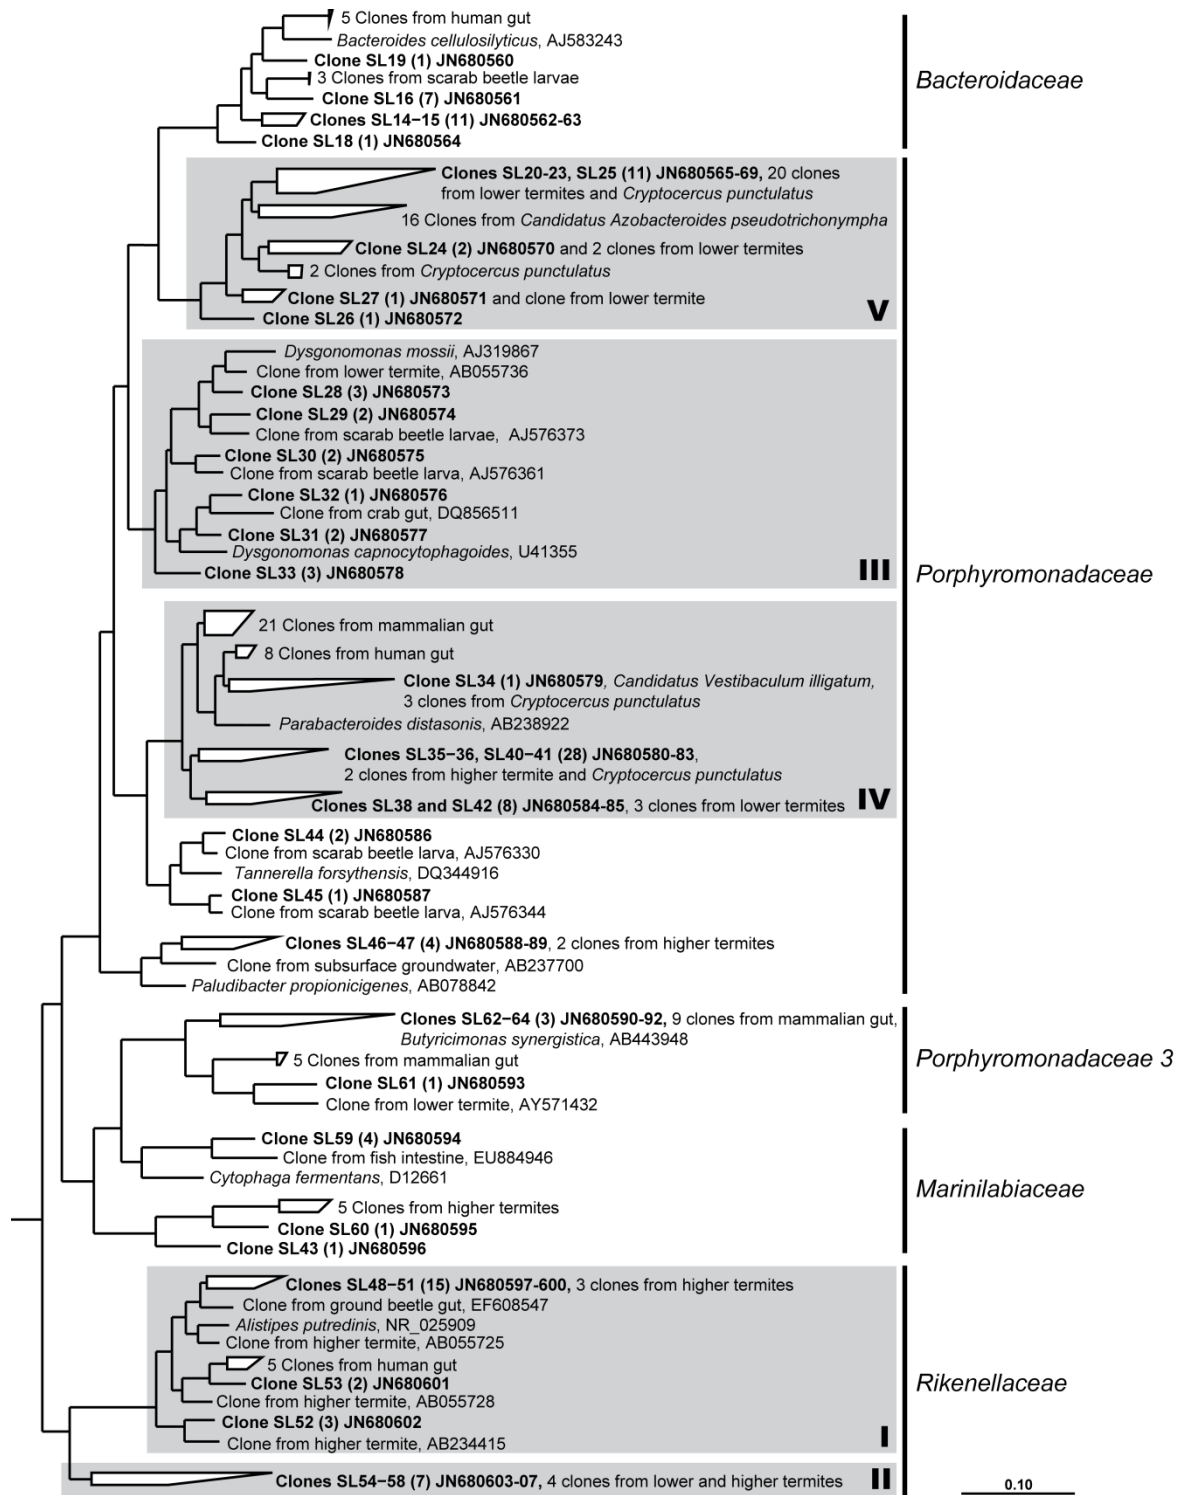 5 Clones from human gut
Bacteroides cellulosilyticus, AJ583243
Clone SL19 (1) JN680560
3 Clones from scarab beetle larvae
Clone SL16 (7) JN680561
Clones SL14−15 (11) JN680562-63
Clone SL18 (1) JN680564
Bacteroidaceae
Clones SL20-23, SL25 (11) JN680565-69, 20 clones
from lower termites and Cryptocercus punctulatus
16 Clones from Candidatus Azobacteroides pseudotrichonympha
Clone SL24 (2) JN680570 and 2 clones from lower termites
2 Clones from Cryptocercus punctulatus
Clone SL27 (1) JN680571 and clone from lower termite
Clone SL26 (1) JN680572
V
Dysgonomonas mossii, AJ319867
Clone from lower termite, AB055736
Clone SL28 (3) JN680573
Clone SL29 (2) JN680574
Clone from scarab beetle larvae, AJ576373
Clone SL30 (2) JN680575
Clone from scarab beetle larva, AJ576361
Clone SL32 (1) JN680576
Clone from crab gut, DQ856511
Clone SL31 (2) JN680577
Dysgonomonas capnocytophagoides, U41355
Clone SL33 (3) JN680578
III
Porphyromonadaceae
21 Clones from mammalian gut
8 Clones from human gut
Clone SL34 (1) JN680579, Candidatus Vestibaculum illigatum,
3 clones from Cryptocercus punctulatus
Parabacteroides distasonis, AB238922
Clones SL35−36, SL40−41 (28) JN680580-83,
2 clones from higher termite and Cryptocercus punctulatus
Clones SL38 and SL42 (8) JN680584-85, 3 clones from lower termites
IV
Clone SL44 (2) JN680586
Clone from scarab beetle larva, AJ576330
Tannerella forsythensis, DQ344916
Clone SL45 (1) JN680587
Clone from scarab beetle larva, AJ576344
Clones SL46−47 (4) JN680588-89, 2 clones from higher termites
Clone from subsurface groundwater, AB237700
Paludibacter propionicigenes, AB078842
Clones SL62−64 (3) JN680590-92, 9 clones from mammalian gut,
Butyricimonas synergistica, AB443948
5 Clones from mammalian gut
Clone SL61 (1) JN680593
Clone from lower termite, AY571432
Porphyromonadaceae 3
Clone SL59 (4) JN680594
Clone from fish intestine, EU884946
Cytophaga fermentans, D12661
5 Clones from higher termites
Clone SL60 (1) JN680595
Clone SL43 (1) JN680596
Marinilabiaceae
Clones SL48−51 (15) JN680597-600, 3 clones from higher termites
Clone from ground beetle gut, EF608547
Alistipes putredinis, NR_025909
Clone from higher termite, AB055725
5 Clones from human gut
Clone SL53 (2) JN680601
Clone from higher termite, AB055728
Clone SL52 (3) JN680602
Clone from higher termite, AB234415
I
Rikenellaceae
Clones SL54−58 (7) JN680603-07, 4 clones from lower and higher termites
II
0.10